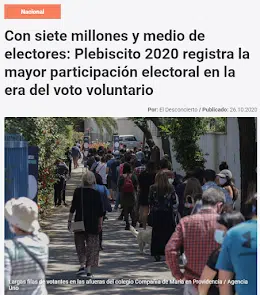 Nacional
Con siete millones y medio de
electores: Plebiscito 2020 registra la
mayor participación electoral en la
era del voto voluntario
Por: El Desconcierto / Publicado: 26.10.2020
Largas filas de votantes en las afueras del colegio Compañía de María en Providencia / Agencia
Uno